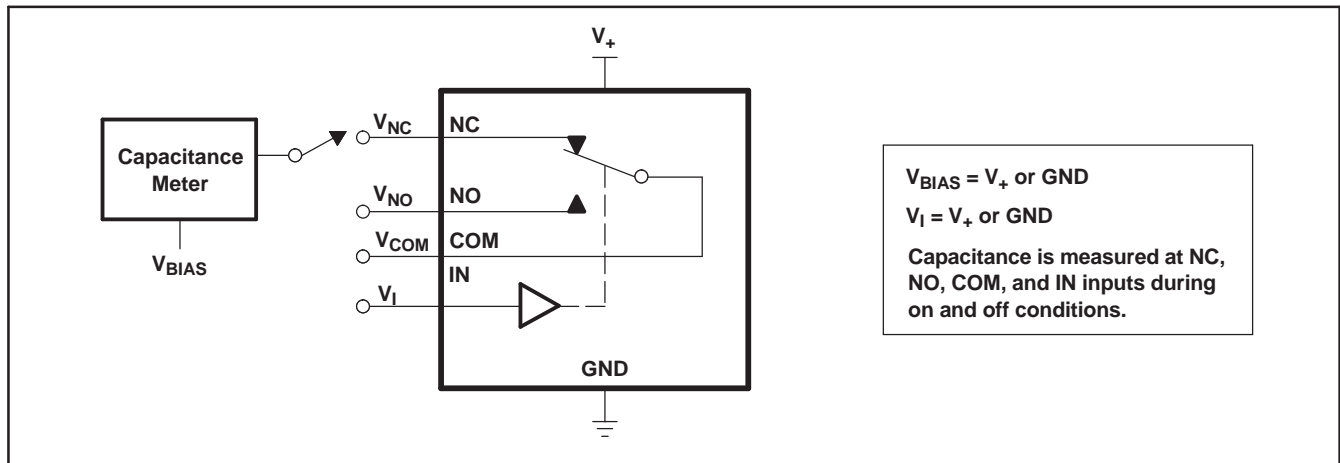 V+
Capacitance
Meter
VBIAS
VNC
NC
VNO
NO
VCOM
COM
IN
VI
GND
VBIAS = V+ or GND
VI = V+ or GND
Capacitance is measured at NC,
NO, COM, and IN inputs during
on and off conditions.